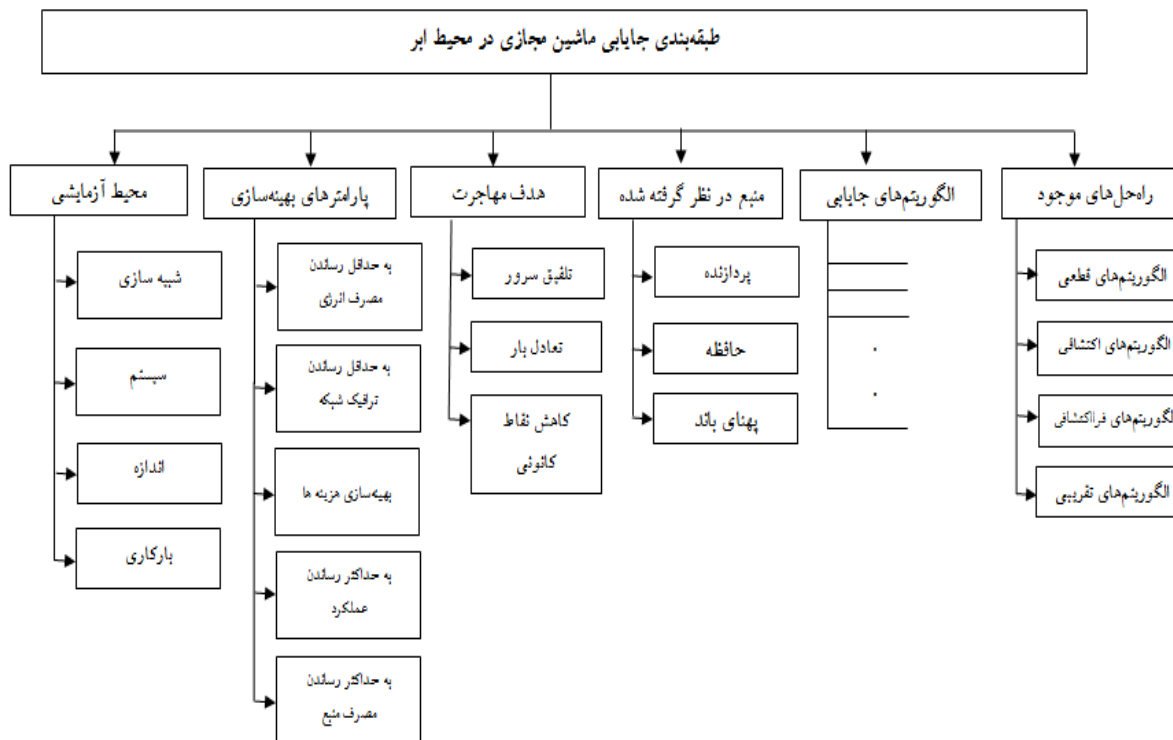 طبقه‌بندی جایابی ماشین مجازی در محیط ابر
راه‌حل‌های موجود
الگوریتم‌های قطعی
الگوریتم‌های اکتشافی
لگوریتم‌های فرااکتشافی
الگوریتم‌های تقریبی
الگوریتم‌های جایابی
.
.
منبع در نظر گرفته شده
پردازنده
حافظه
پهنای باند
هدف مهاجرت
تلفیق سرور
تعادل بار
کاهش نقاط
کانونی
پارامترهای بهینه‌سازی
به حداقل رساندن
مصرف انرژی
به حداقل رساندن
ترافیک شبکه
بهینه‌سازی هزینه ها
به حداکثر رساندن
عملکرد
به حداکثر رساندن
مصرف منبع
محیط آزمایشی
شبیه سازی
سیستم
اندازه
بارکاری